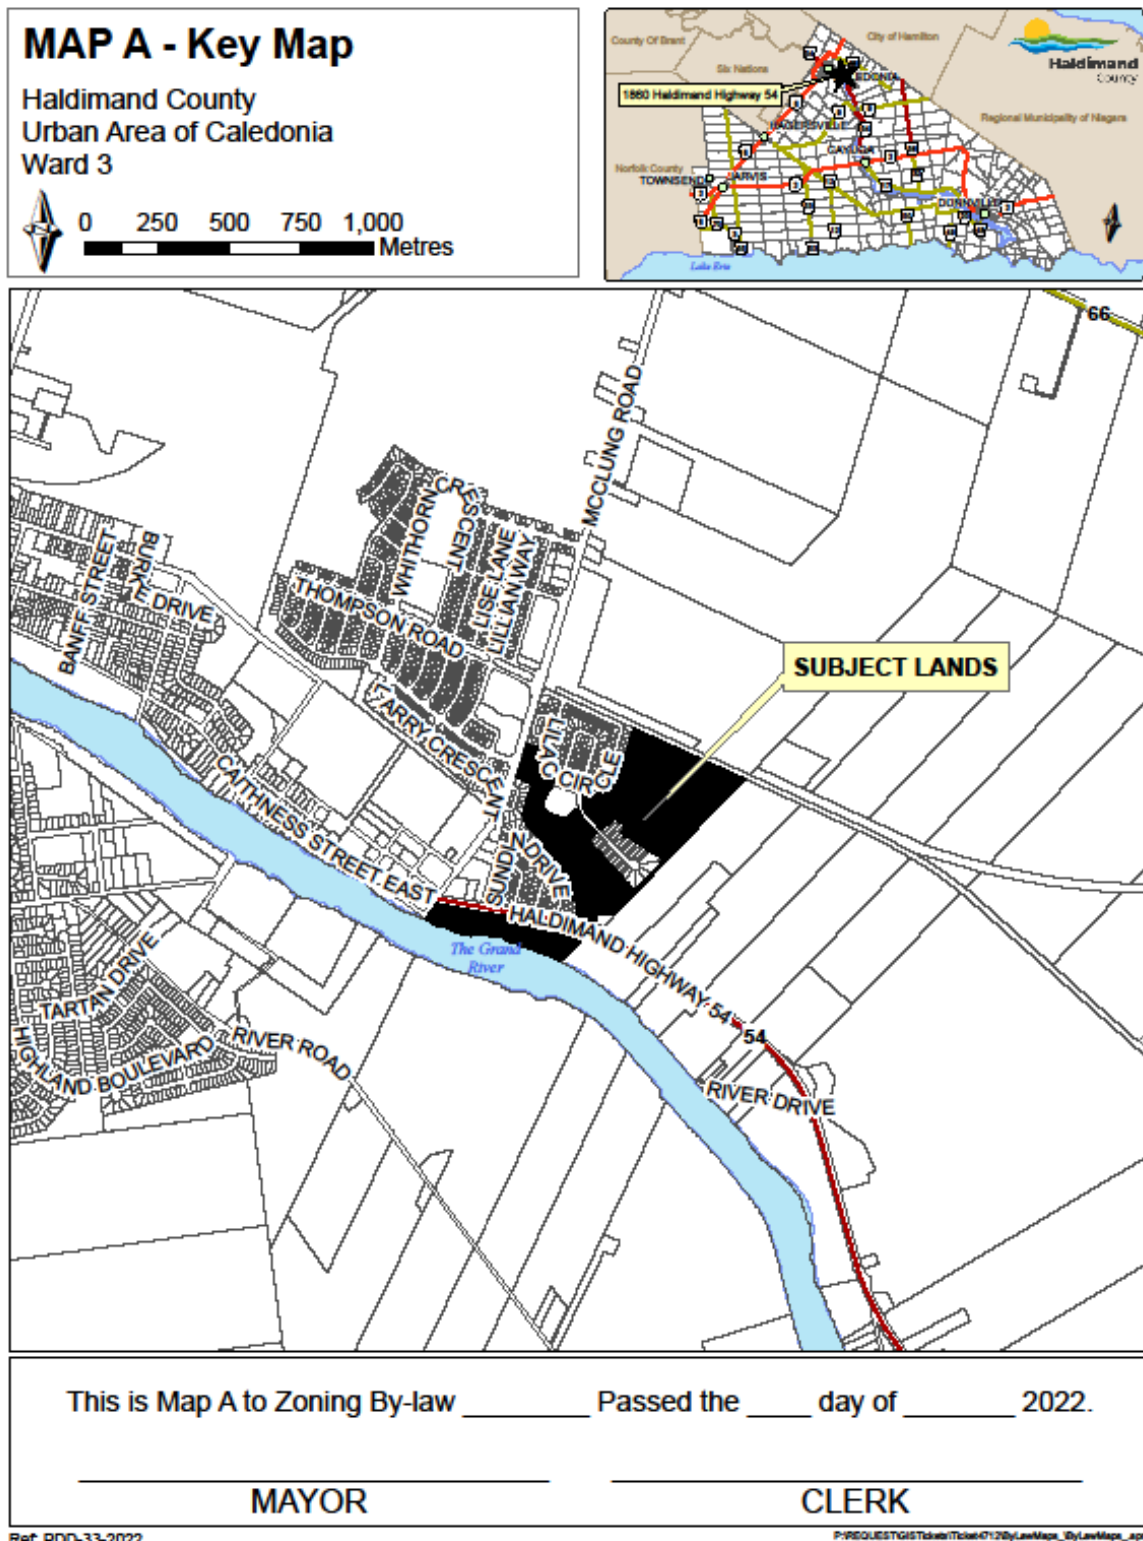 MAP A - Key Map
Haldimand County
Urban Area of Caledonia
Ward 3
N
0 250 500 750 1,000
Metres
County Of Brant
City of Hamilton
Six Nations
Haldimand
County
EDONIA
1860 Haldimand Highway 54
HAGERSVILLE
Regional Municipality of Niagara
CAYUGA
Norfolk County
TOWNSEND
JARVIS
DUNNVILLE
Lake Erie
66
MCCLUNG ROAD
WHITHORN CRESCENT
LISE LANE
LILLIAN WAY
BANFF STREET
BURKE DRIVE
THOMPSON ROAD
SUBJECT LANDS
LARRY CRESCENT
LILAC CIRCLE
CAITHNESS STREET EAST
SUNDIN DRIVE
HALDIMAND HIGHWAY 54
The Grand
River
54
TARTAN DRIVE
HIGHLAND BOULEVARD
RIVER ROAD
RIVER DRIVE
This is Map A to Zoning By-law ________ Passed the ____ day of _______ 2022.
MAYOR CLERK
Ref: PDD-33-2022